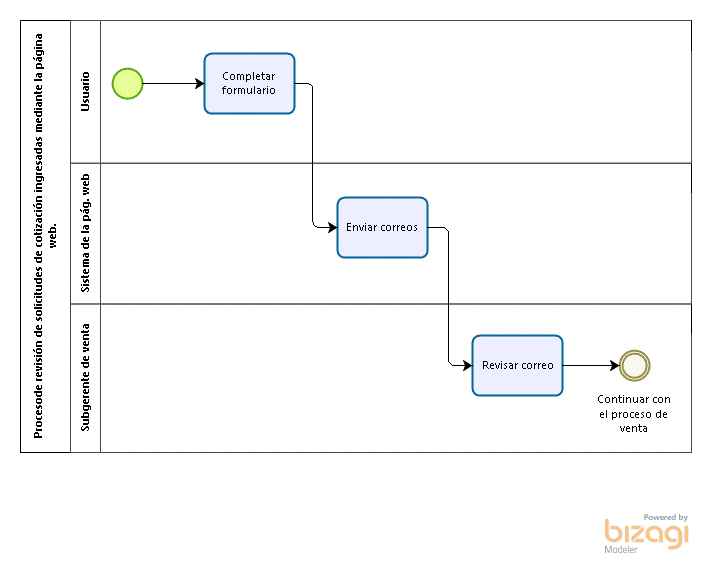 Procesode revisión de solicitudes de cotización ingresadas mediante la página
web.
Usuario
Completar
formulario
Sistema de la pág. web
Enviar correos
Subgerente de venta
Revisar correo
Continuar con
el proceso de
venta
Powered by
bizagi
Modeler